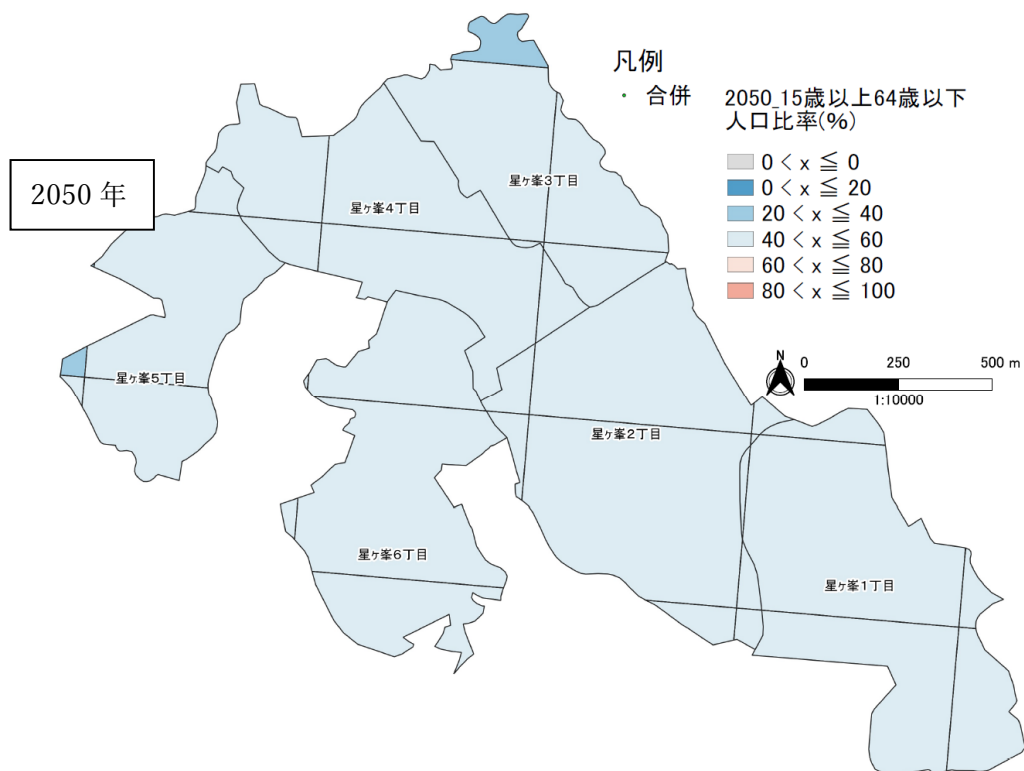 凡例
合併
2050_15歳以上64歳以下
人口比率(%)
0 < x ≦ 0
0 < x ≦ 20
20 < x ≦ 40
40 < x ≦ 60
60 < x ≦ 80
80 < x ≦ 100
2050 年
星ヶ峯3丁目
星ヶ峯4丁目
N
0 250 500 m
1:10000
星ヶ峯5丁目
星ヶ峯2丁目
星ヶ峯6丁目
星ヶ峯1丁目